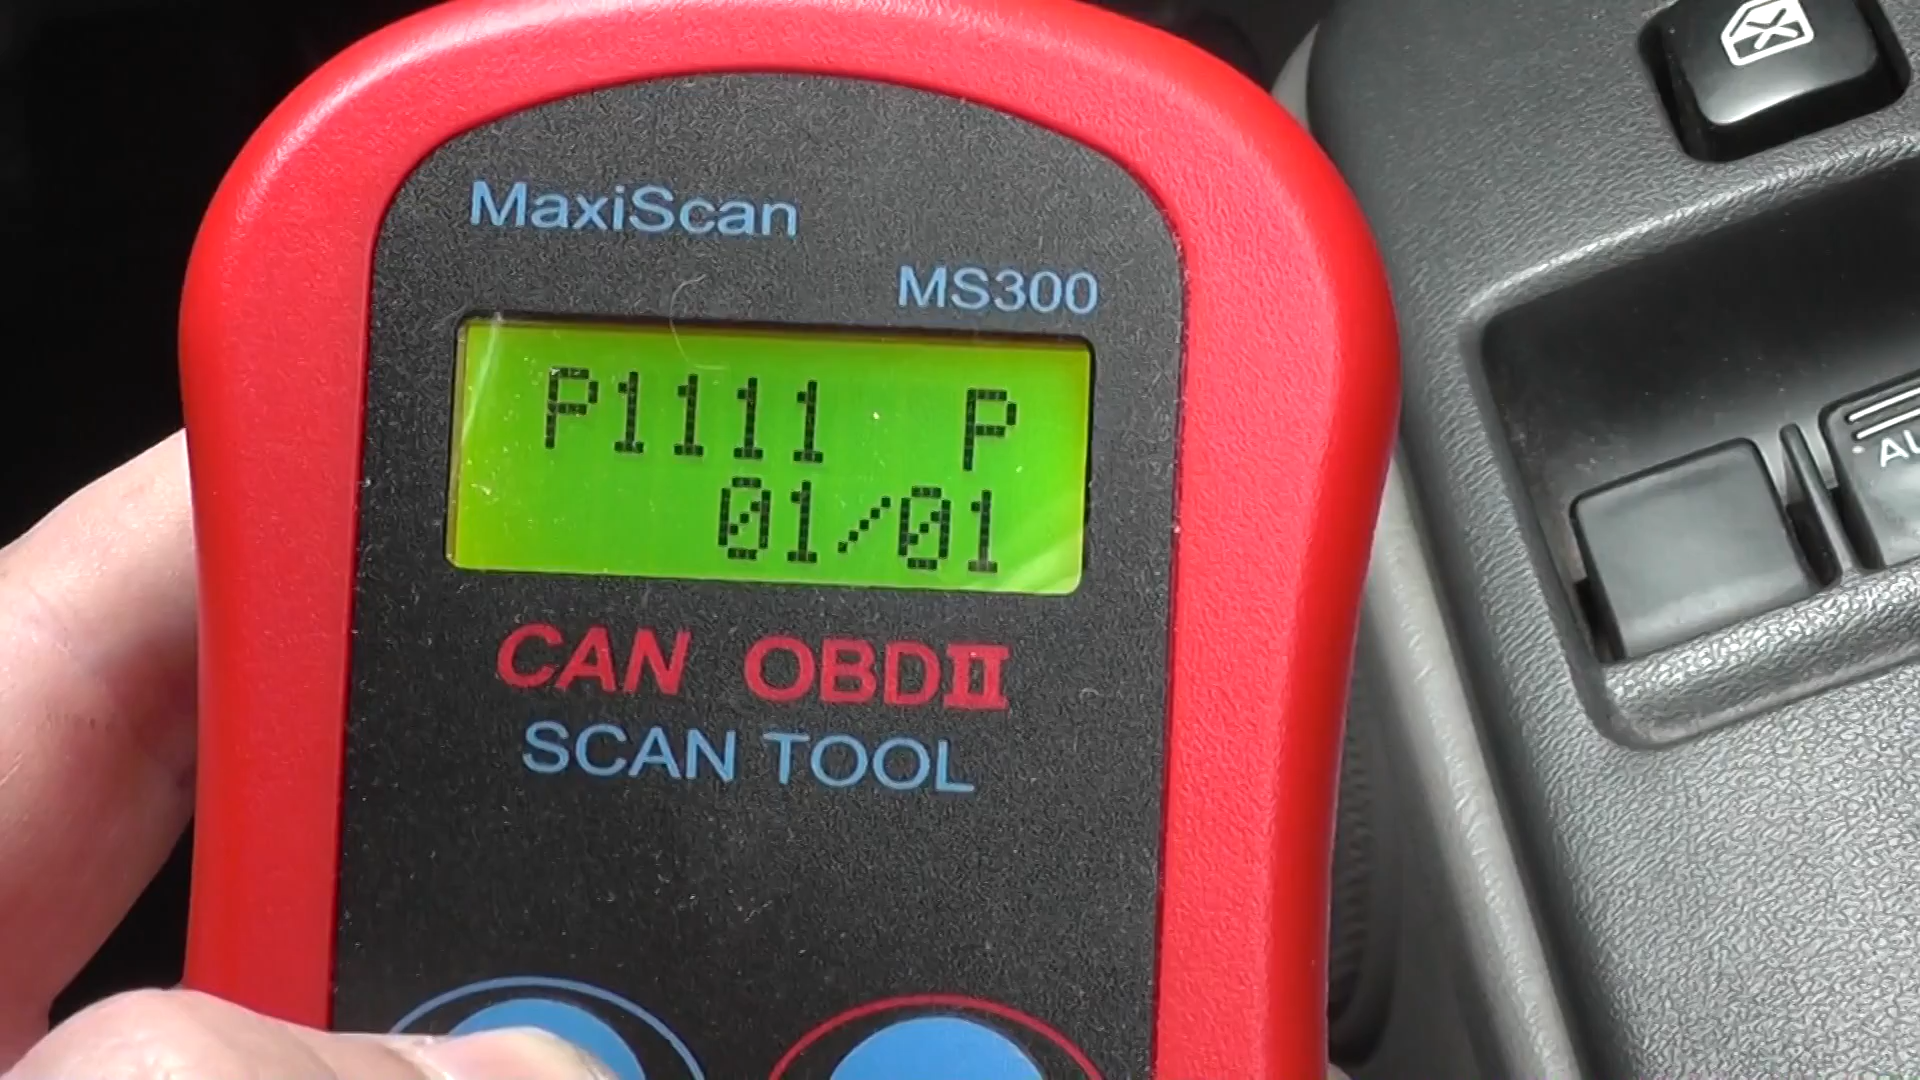 MaxiScan
MS300
P1111 P
01/01
CAN OBDII
SCAN TOOL